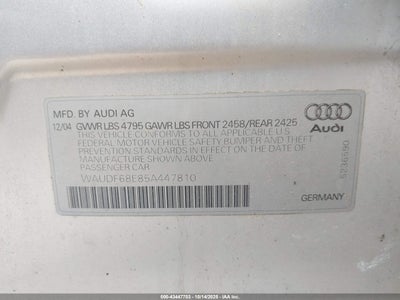 MFD. BY AUDI AG
12/04 GVWR LBS 4795 GAWR LBS FRONT 2458/REAR 2425
THIS VEHICLE CONFORMS TO ALL APPLICABLE U.S.
FEDERAL MOTOR VEHICLE SAFETY BUMPER AND THEFT
PREVENTION STANDARDS IN EFFECT ON THE DATE OF
MANUFACTURE SHOWN ABOVE
PASSENGER CAR
WAUDF68E85A447810
Audi
GERMANY